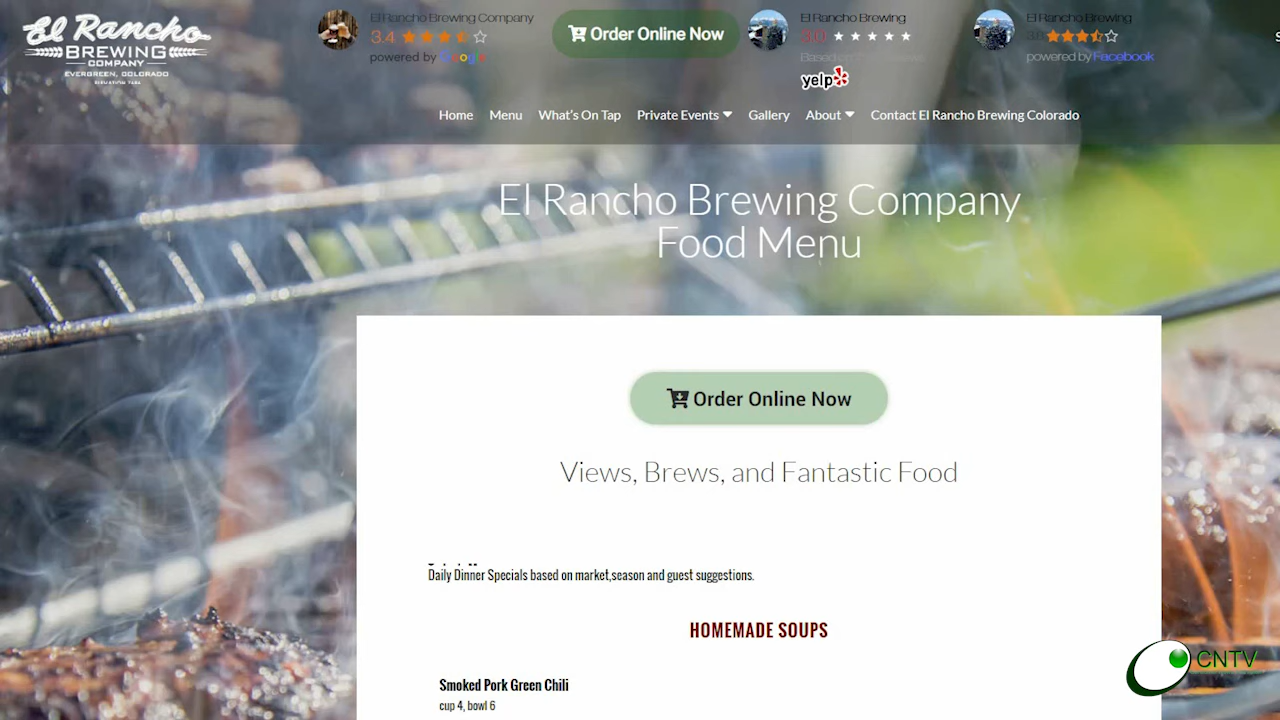 El Rancho
BREWING
COMPANY
EVERGREEN, COLORADO
El Rancho Brewing Company
3.4
powered by Google
Order Online Now
El Rancho Brewing
Based
yelp
El Rancho Brewing
powered by Facebook
Home Menu What's On Tap Private Events Gallery About Contact El Rancho Brewing Colorado
El Rancho Brewing Company
Food Menu
Order Online Now
Views, Brews, and Fantastic Food
Daily Dinner Specials based on market,season and guest suggestions.
HOMEMADE SOUPS
Smoked Pork Green Chili
cup 4, bowl 6
CNTV